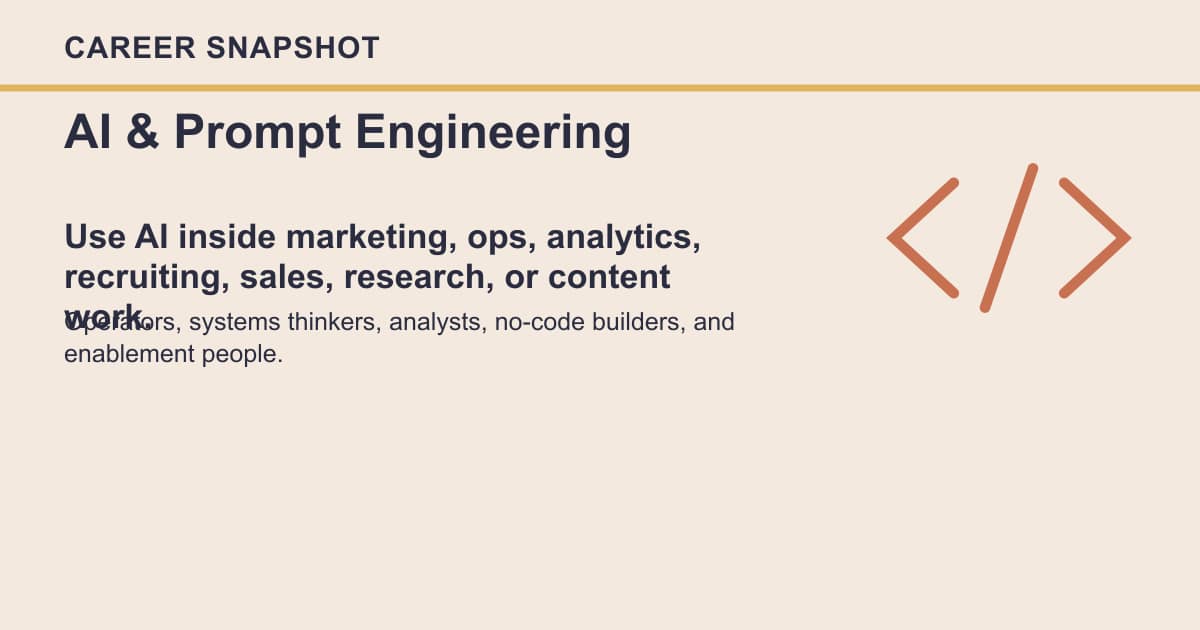 CAREER SNAPSHOT
AI & Prompt Engineering
Use AI inside marketing, ops, analytics,
recruiting, sales, research, or content
work.
Operators, systems thinkers, analysts, no-code builders, and
enablement people.